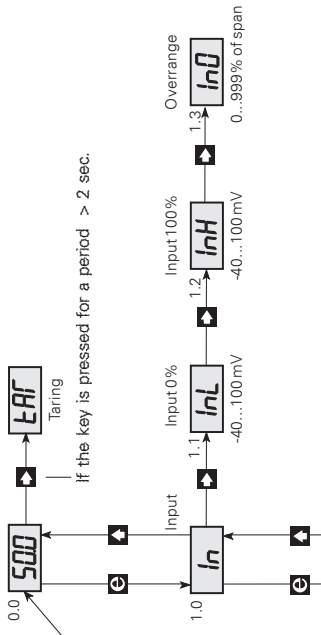 0.0
50.0
tAr
Taring
If the key is pressed for a period > 2 sec.
e
Input
Input 0%
Input 100%
Overrange
1.0
1.1
1.2
1.3
In
InL
InH
InO
-40...100 mV
-40...100 mV
0...999% of span
e